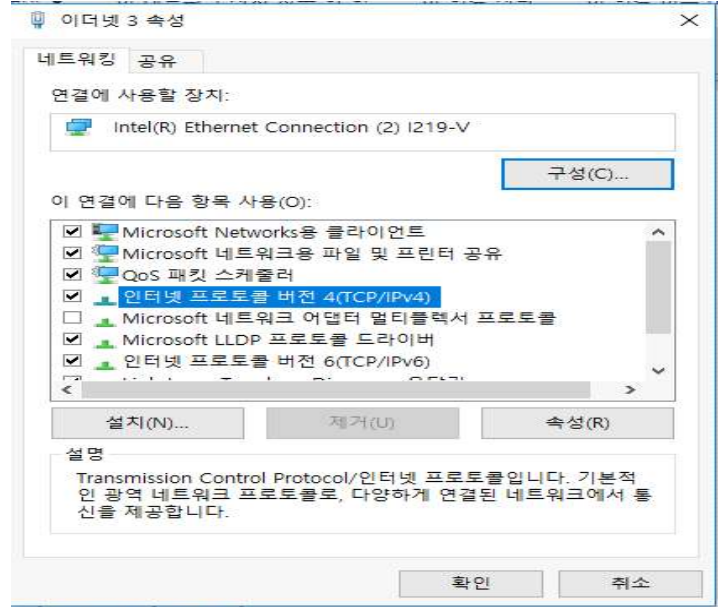 이더넷 3 속성
네트워킹 공유
연결에 사용할 장치:
Intel(R) Ethernet Connection (2) I219-V
구성(C)...
이 연결에 다음 항목 사용(O):
Microsoft Networks용 클라이언트
Microsoft 네트워크용 파일 및 프린터 공유
QoS 패킷 스케줄러
인터넷 프로토콜 버전 4(TCP/IPv4)
Microsoft 네트워크 어댑터 멀티플렉서 프로토콜
Microsoft LLDP 프로토콜 드라이버
인터넷 프로토콜 버전 6(TCP/IPv6)
설치(N)... 제거(U) 속성(R)
설명
Transmission Control Protocol/인터넷 프로토콜입니다. 기본적
인 광역 네트워크 프로토콜로, 다양하게 연결된 네트워크에서 통
신을 제공합니다.
확인 취소